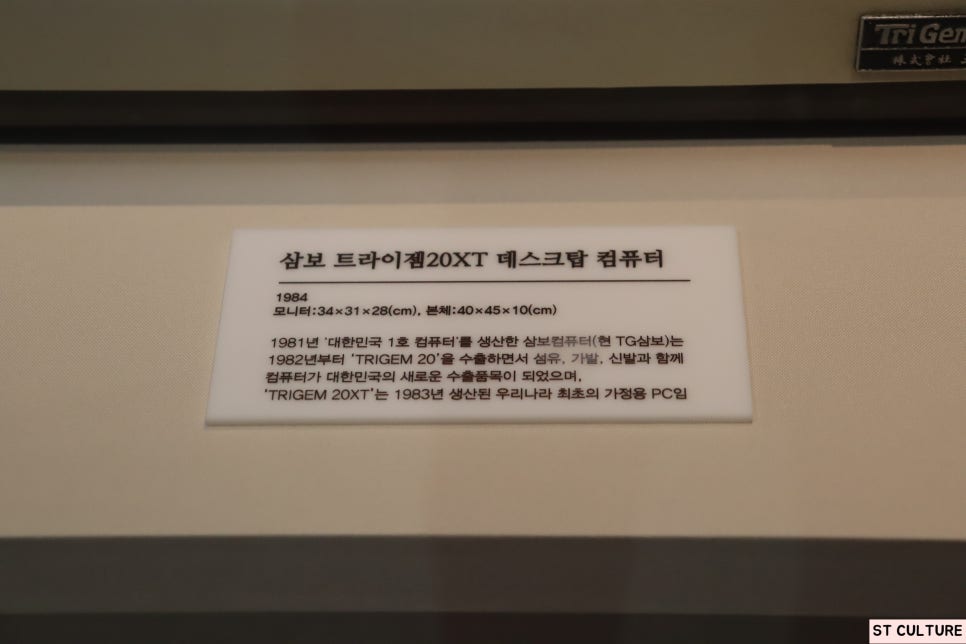 Tri Gem
株式會社
삼보 트라이젬20XT 데스크탑 컴퓨터
1984
모니터:34×31×28(cm), 본체:40×45×10(cm)
1981년 '대한민국 1호 컴퓨터'를 생산한 삼보컴퓨터(현 TG삼보)는
1982년부터 'TRIGEM 20'을 수출하면서 섬유, 가발, 신발과 함께
컴퓨터가 대한민국의 새로운 수출품목이 되었으며,
'TRIGEM 20XT'는 1983년 생산된 우리나라 최초의 가정용 PC임
ST CULTURE